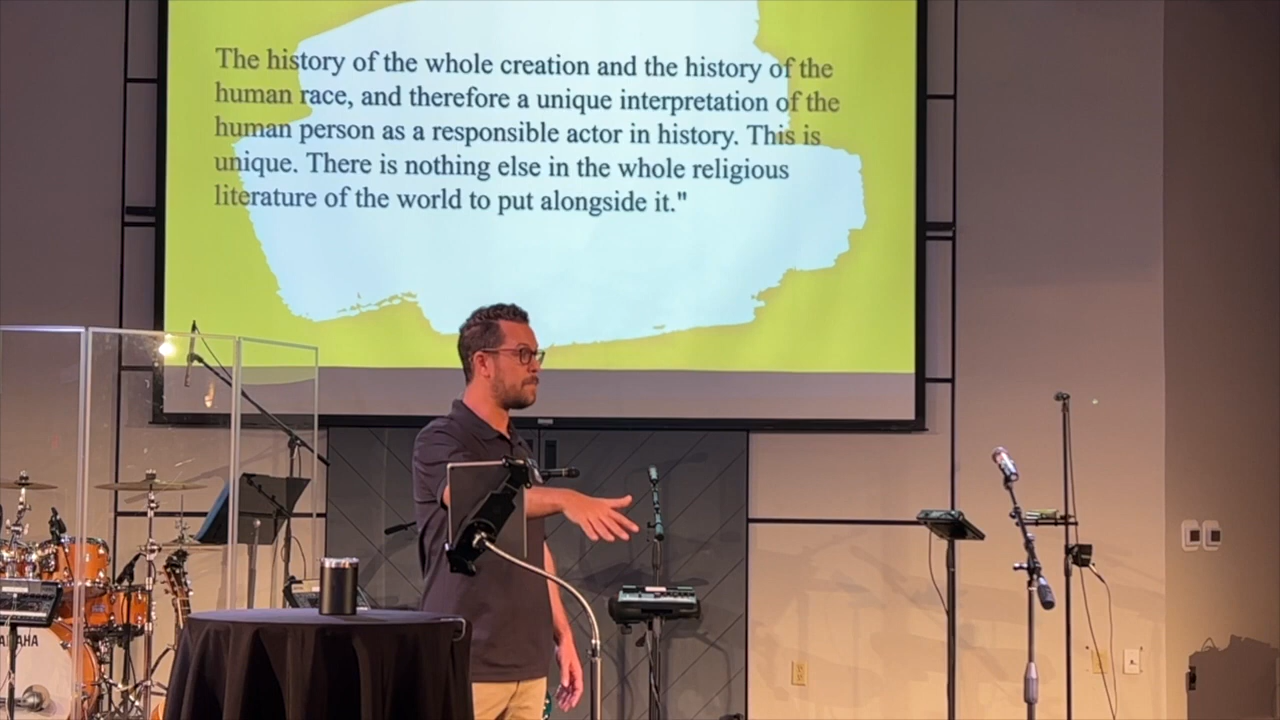 The history of the whole creation and the history of the
human race, and therefore a unique interpretation of the
human person as a responsible actor in history. This is
unique. There is nothing else in the whole religious
literature of the world to put alongside it."
AMAHA